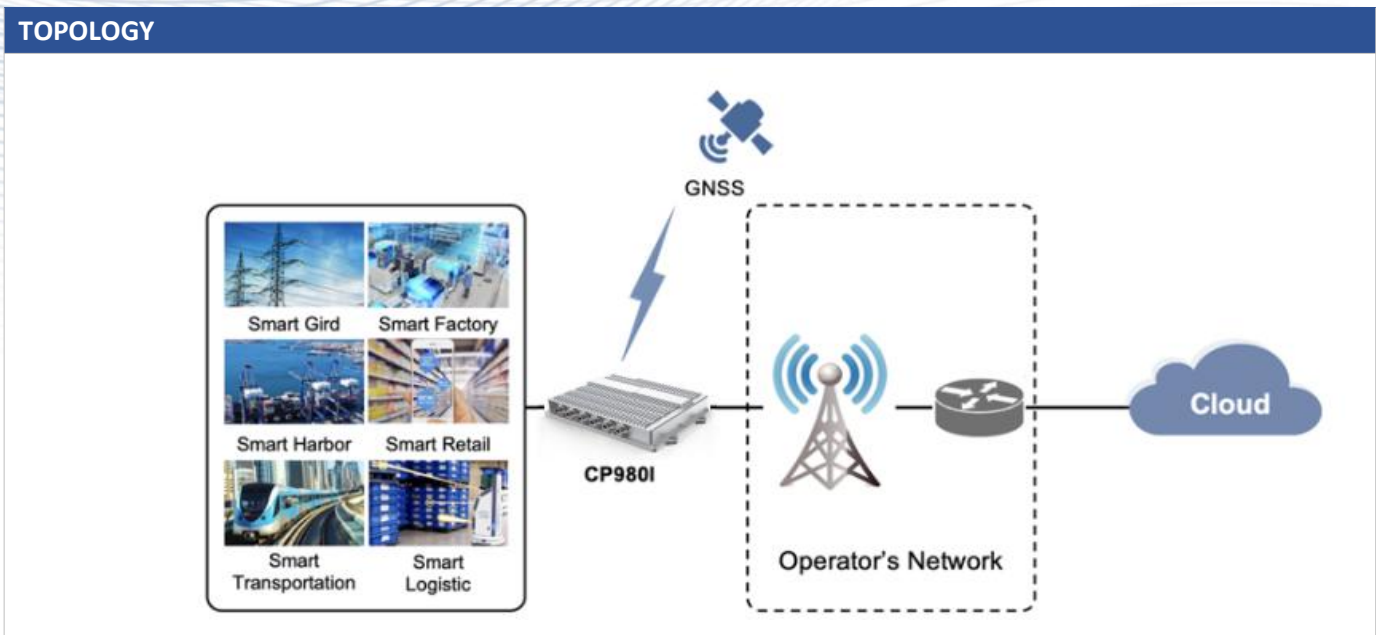 TOPOLOGY
GNSS
Smart Gird
Smart Factory
Smart Harbor
Smart Retail
Smart
Transportation
Smart
Logistic
CP980I
Operator's Network
Cloud